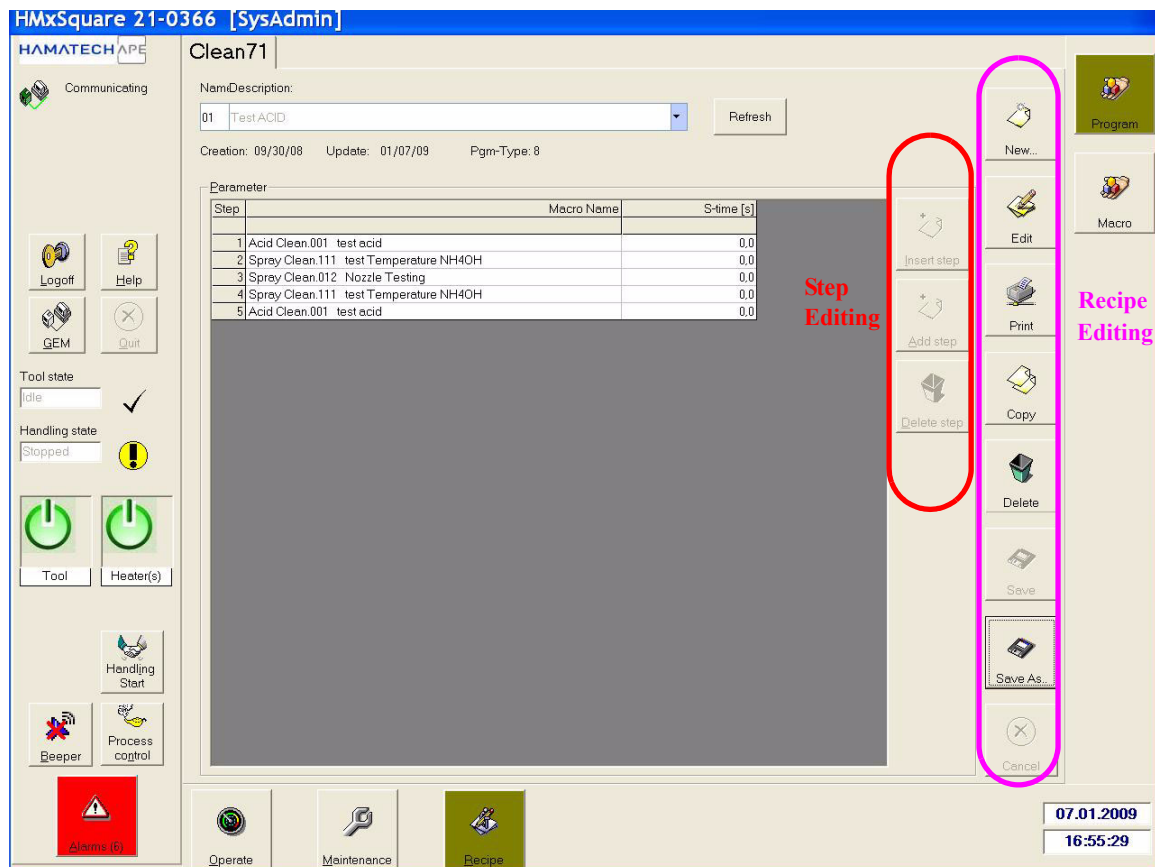 HMxSquare 21-0366 [SysAdmin]
HAMATECH APE
Communicating
Logoff
Help
GEM
Quit
Tool state
Idle
Handling state
Stopped
Tool
Heater(s)
Handling
Start
Beeper
Process
control
Alarms (6)
Clean71
NamDescription:
01 Test ACID
Refresh
Creation: 09/30/08 Update: 01/07/09 Pgm-Type: 8
Parameter
Step Macro Name S-time [s]
1 Acid Clean.001 test acid 0,0
2 Spray Clean.111 test Temperature NH4OH 0,0
3 Spray Clean.012 Nozzle Testing 0,0
4 Spray Clean.111 test Temperature NH4OH 0,0
5 Acid Clean.001 test acid 0,0
Step
Editing
Insert step
Add step
Delete step
New...
Edit
Print
Copy
Delete
Save
Save As..
Cancel
Program
Macro
Recipe
Editing
Operate
Maintenance
Recipe
07.01.2009
16:55:29